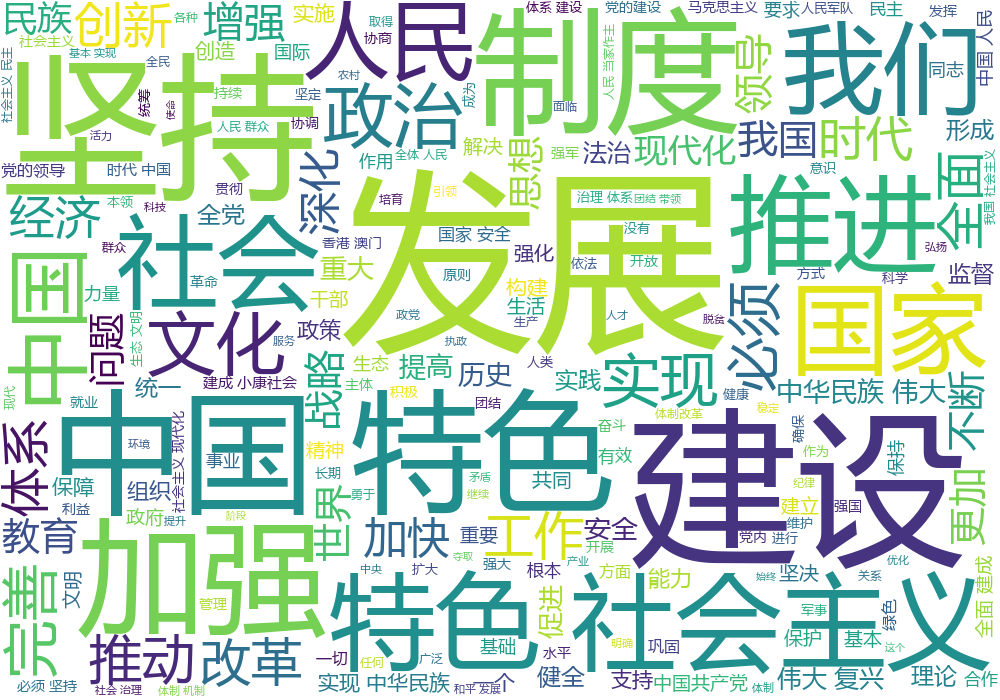 民族
创新
增强
各种
实施
取得
协商
人民
体系 建设
党的建设
马克思主义
要求
人民军队
民主
发挥
社会主义
创造
国际
基本 实现
全民
坚持
社会主义 民主
政治
农村
成为
制度
人民 当家作主
领导
我们
同志
中国 人民
统筹
使命
持续
坚定
面临
活力
人民 群众
协调
解决
强军
法治
现代化
我国
时代
形成
党的领导
时代 中国
贯彻
深化
作用
全体 人民
思想
意识
全面
我国 社会主义
本领
科技
经济
全党
培育
引领
治理 体系
团结 带领
推进
弘扬
群众
社会
香港 澳门
国家 安全
发展
没有
强化
依法
开放
方式
科学
监督
中国
力量
革命
重大
原则
构建
干部
政党
生活
生产
人才
脱贫
必须
国家
生态 文明
问题
文化
服务
政策
执政
现代
统一
建成 小康社会
战略
生态
提高
历史
人类
主体
积极
实践
实现
健康
中华民族 伟大
不断
就业
体系
中国 特色
团结
奋斗
体制改革
稳定
确保
建设
社会主义 现代化
环境
事业
精神
长期
共同
有效
作为
保持
保障
利益
组织
世界
勇于
矛盾
继续
纪律
建立
强国
维护
更加
教育
政府
提升
阶段
加强
加快
重要
工作
安全
党内
进行
开展
完善
文明
中央
扩大
夺取
强大
产业
根本
方面
能力
始终
坚决
关系
优化
全面 建成
管理
特色 社会主义
促进
军事
绿色
推动
改革
基础
水平
明确
巩固
保护
基本
这个
必须 坚持
社会 治理
体制 机制
实现 中华民族
一切
任何
广泛
和平 发展
一个
健全
支持
中国共产党
体制
伟大 复兴
理论
合作